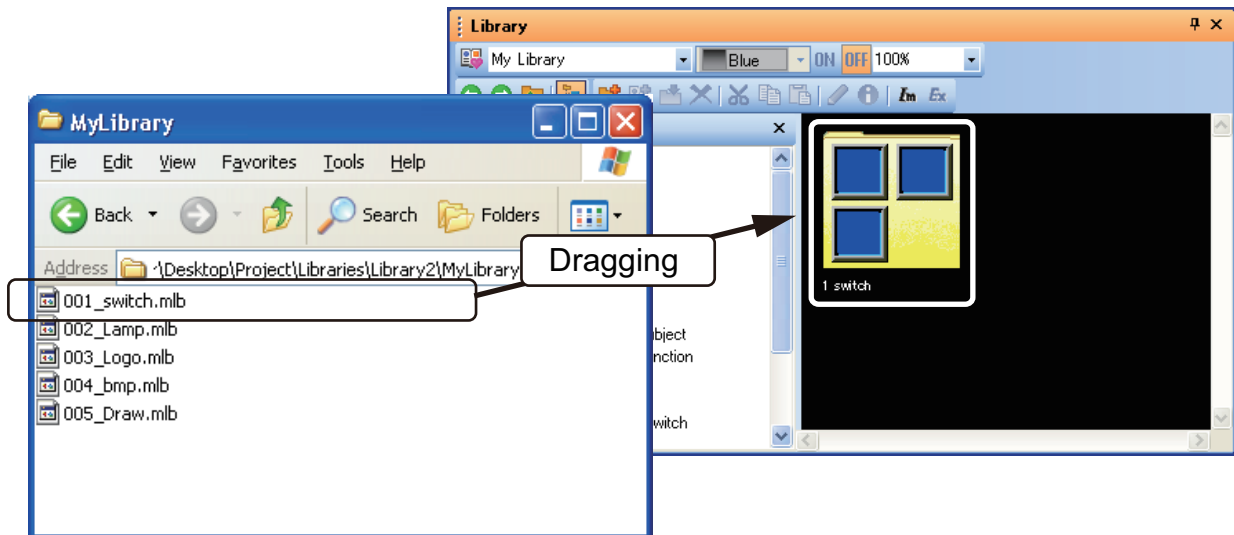 Library
My Library Blue ON OFF 100%
Im Ex
MyLibrary
File Edit View Favorites Tools Help
Back Search Folders
Address :\Desktop\Project\Libraries\Library2\MyLibrary
Dragging
001_switch.mlb
002_Lamp.mlb
003_Logo.mlb
004_bmp.mlb
005_Draw.mlb
1 switch
bject
nction
witch